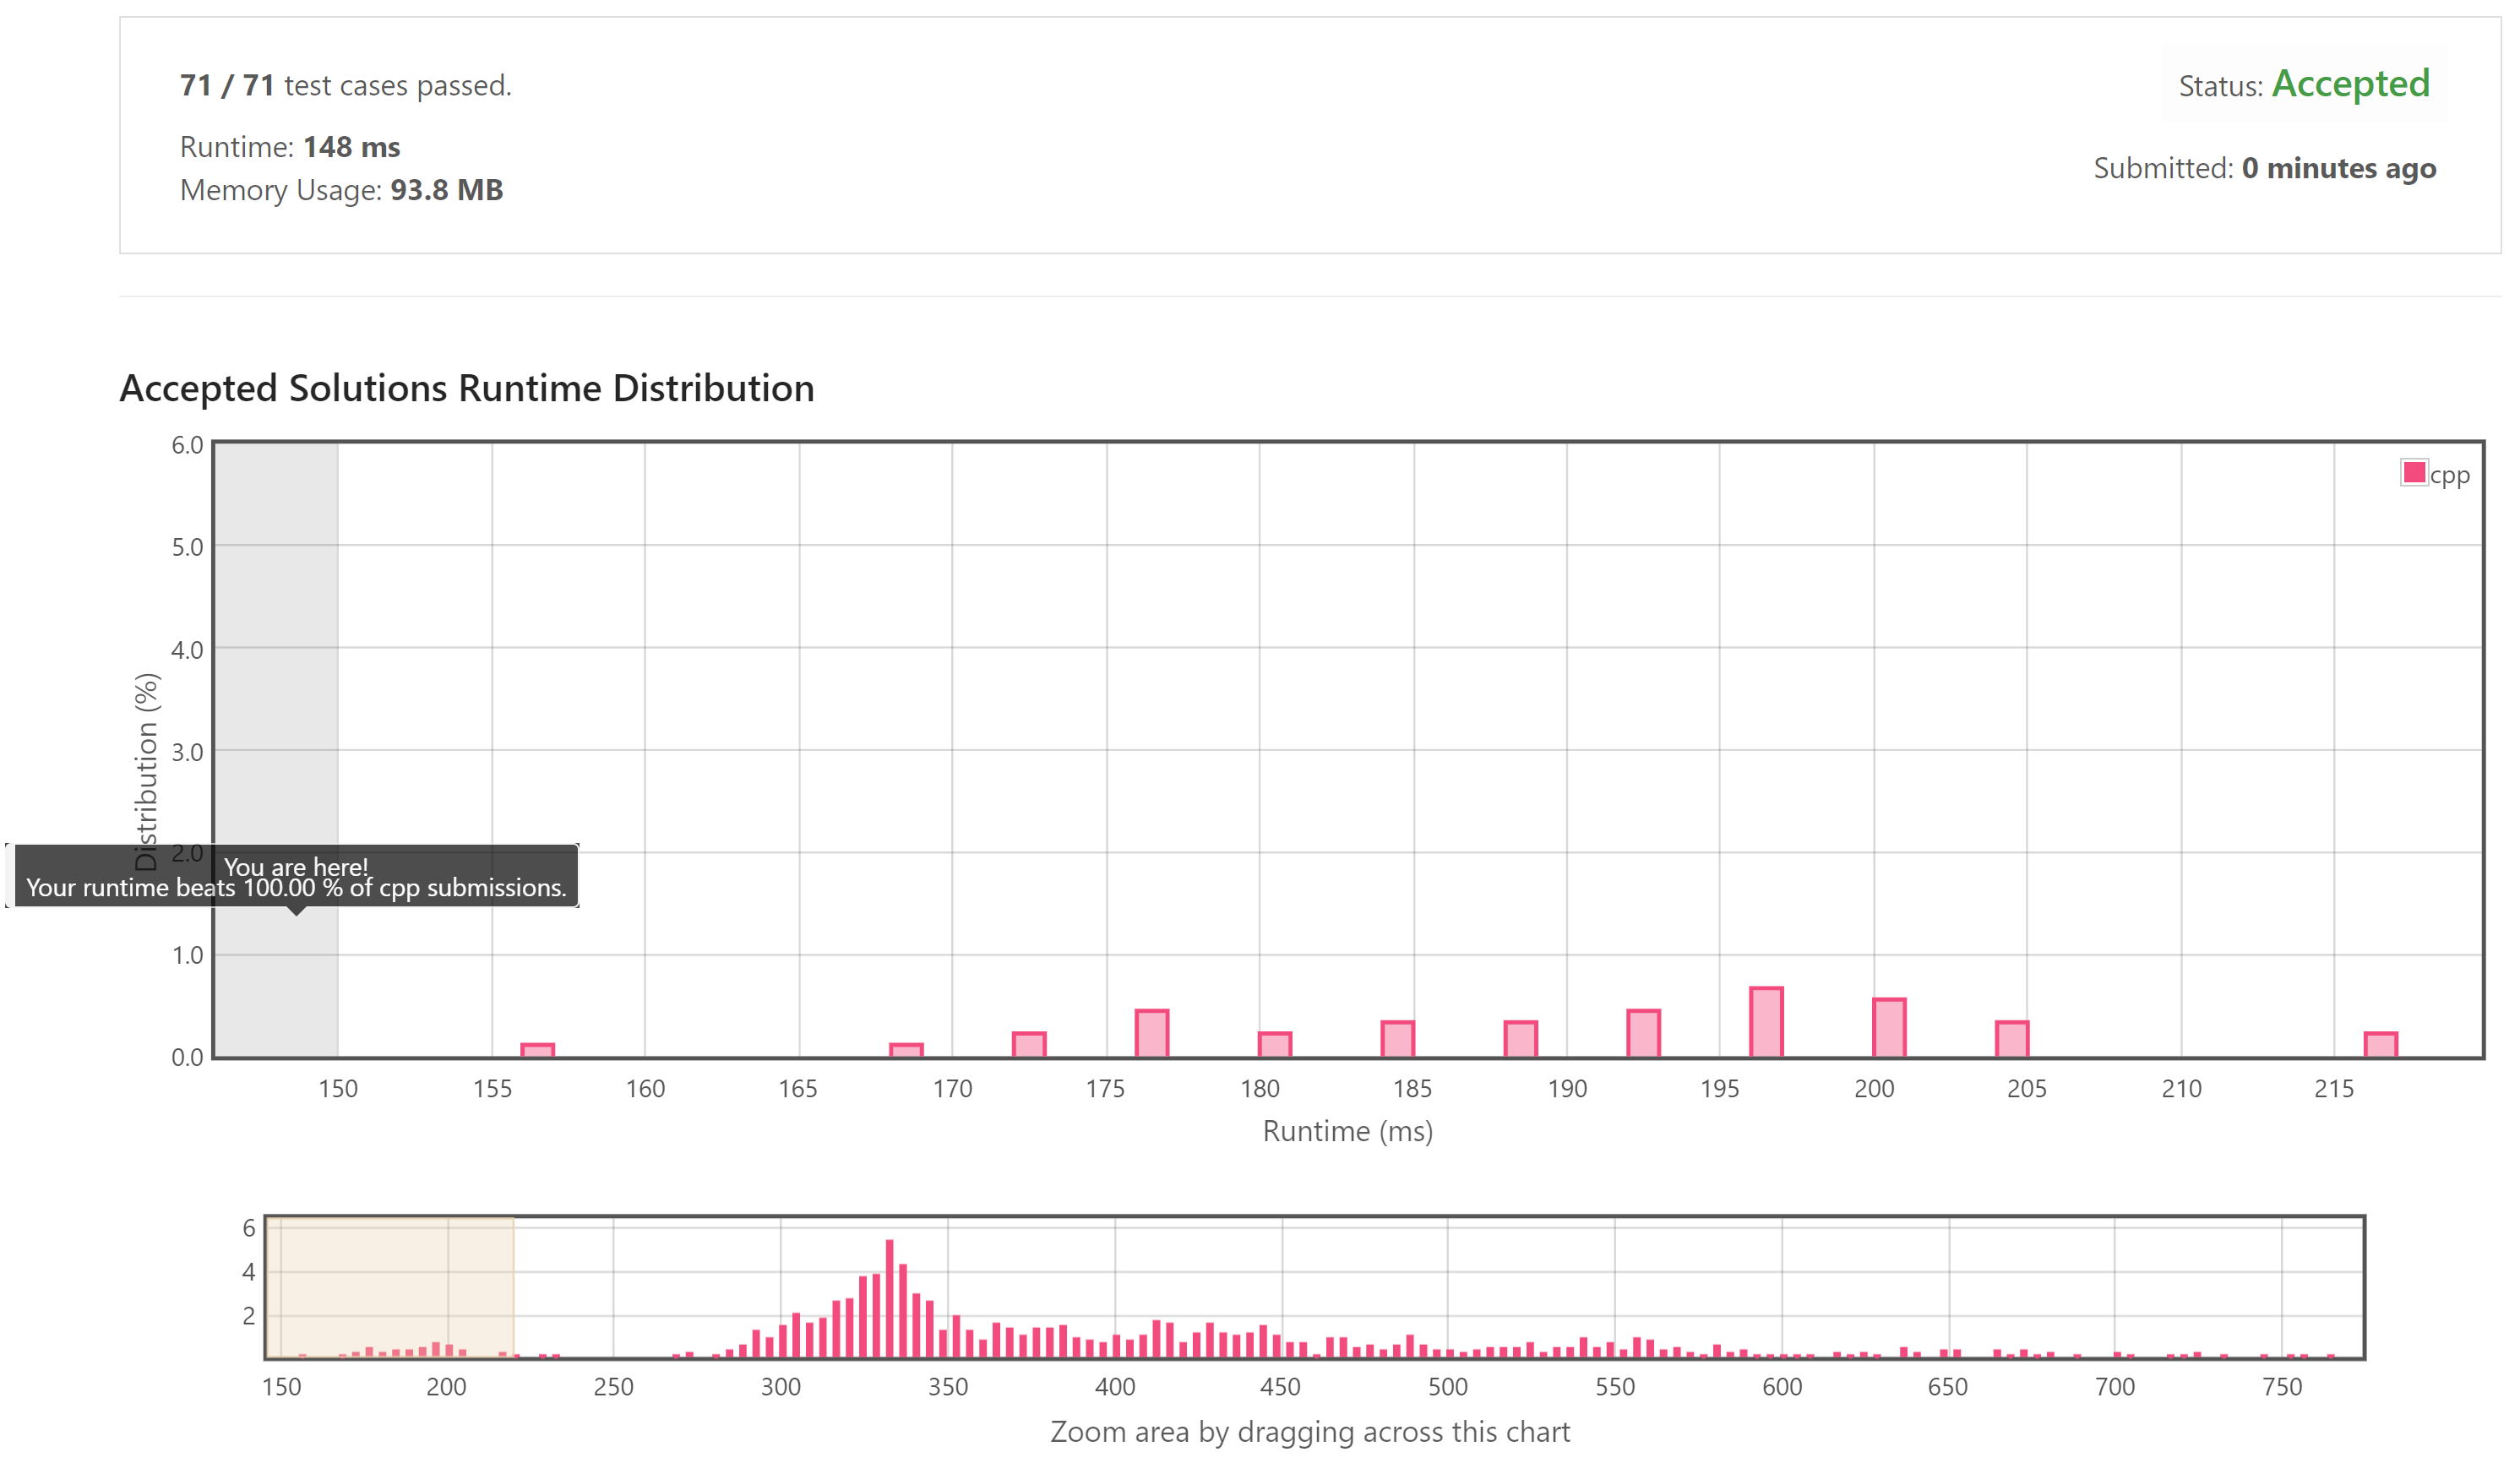 71 / 71 test cases passed.
Status: Accepted
Runtime: 148 ms
Submitted: 0 minutes ago
Memory Usage: 93.8 MB
Accepted Solutions Runtime Distribution
cpp
6.0
5.0
4.0
3.0
2.0
1.0
0.0
Distribution (%)
You are here!
Your runtime beats 100.00 % of cpp submissions.
150 155 160 165 170 175 180 185 190 195 200 205 210 215
Runtime (ms)
6
4
2
150 200 250 300 350 400 450 500 550 600 650 700 750
Zoom area by dragging across this chart